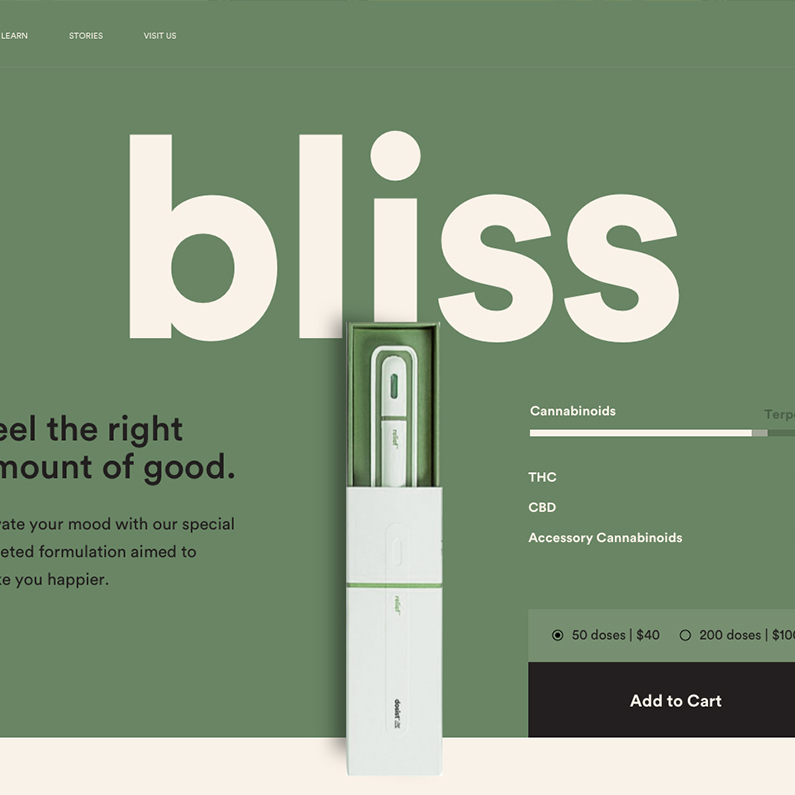 LEARN STORIES VISIT US
bliss
eel the right
mount of good.
vate your mood with our special
eted formulation aimed to
ke you happier.
relief
relief
dosist
Cannabinoids Terp
THC
CBD
Accessory Cannabinoids
50 doses | $40 200 doses | $100
Add to Cart